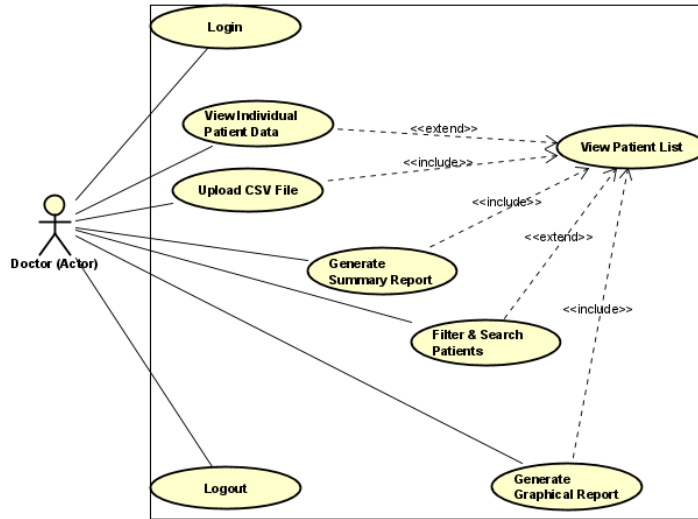 Login
View Individual
Patient Data
<<extend>>
View Patient List
Upload CSV File
<<include>>
<<include>>
Doctor (Actor)
Generate
Summary Report
<<extend>>
<<include>>
Filter & Search
Patients
Generate
Graphical Report
Logout